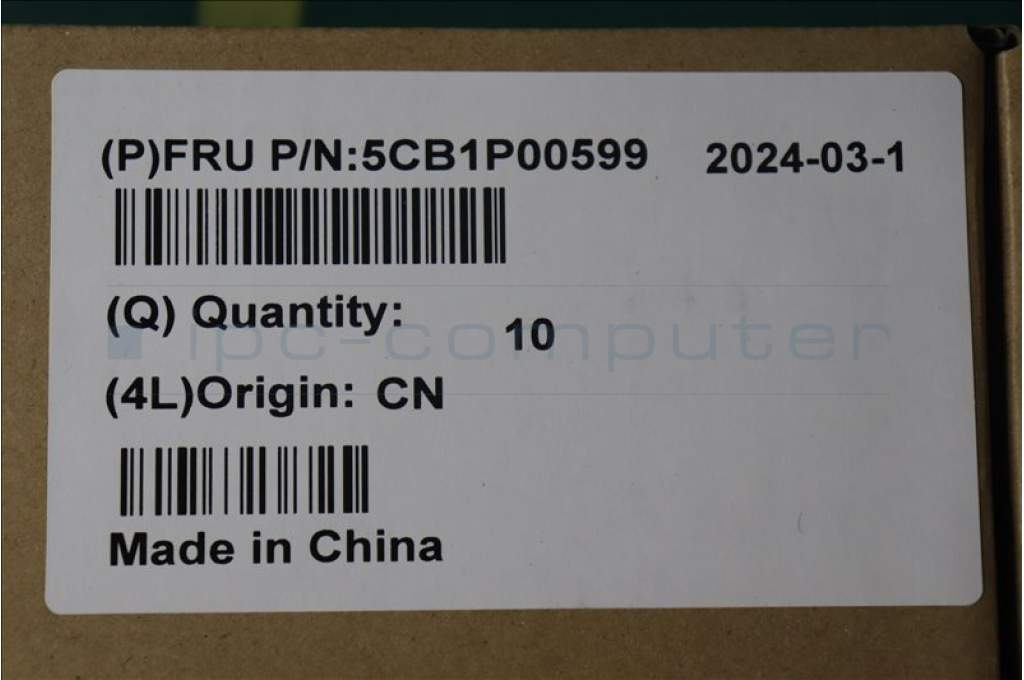 (P)FRU P/N:5CB1P00599 2024-03-1
(Q) Quantity: 10
ipc-computer
(4L)Origin: CN
Made in China